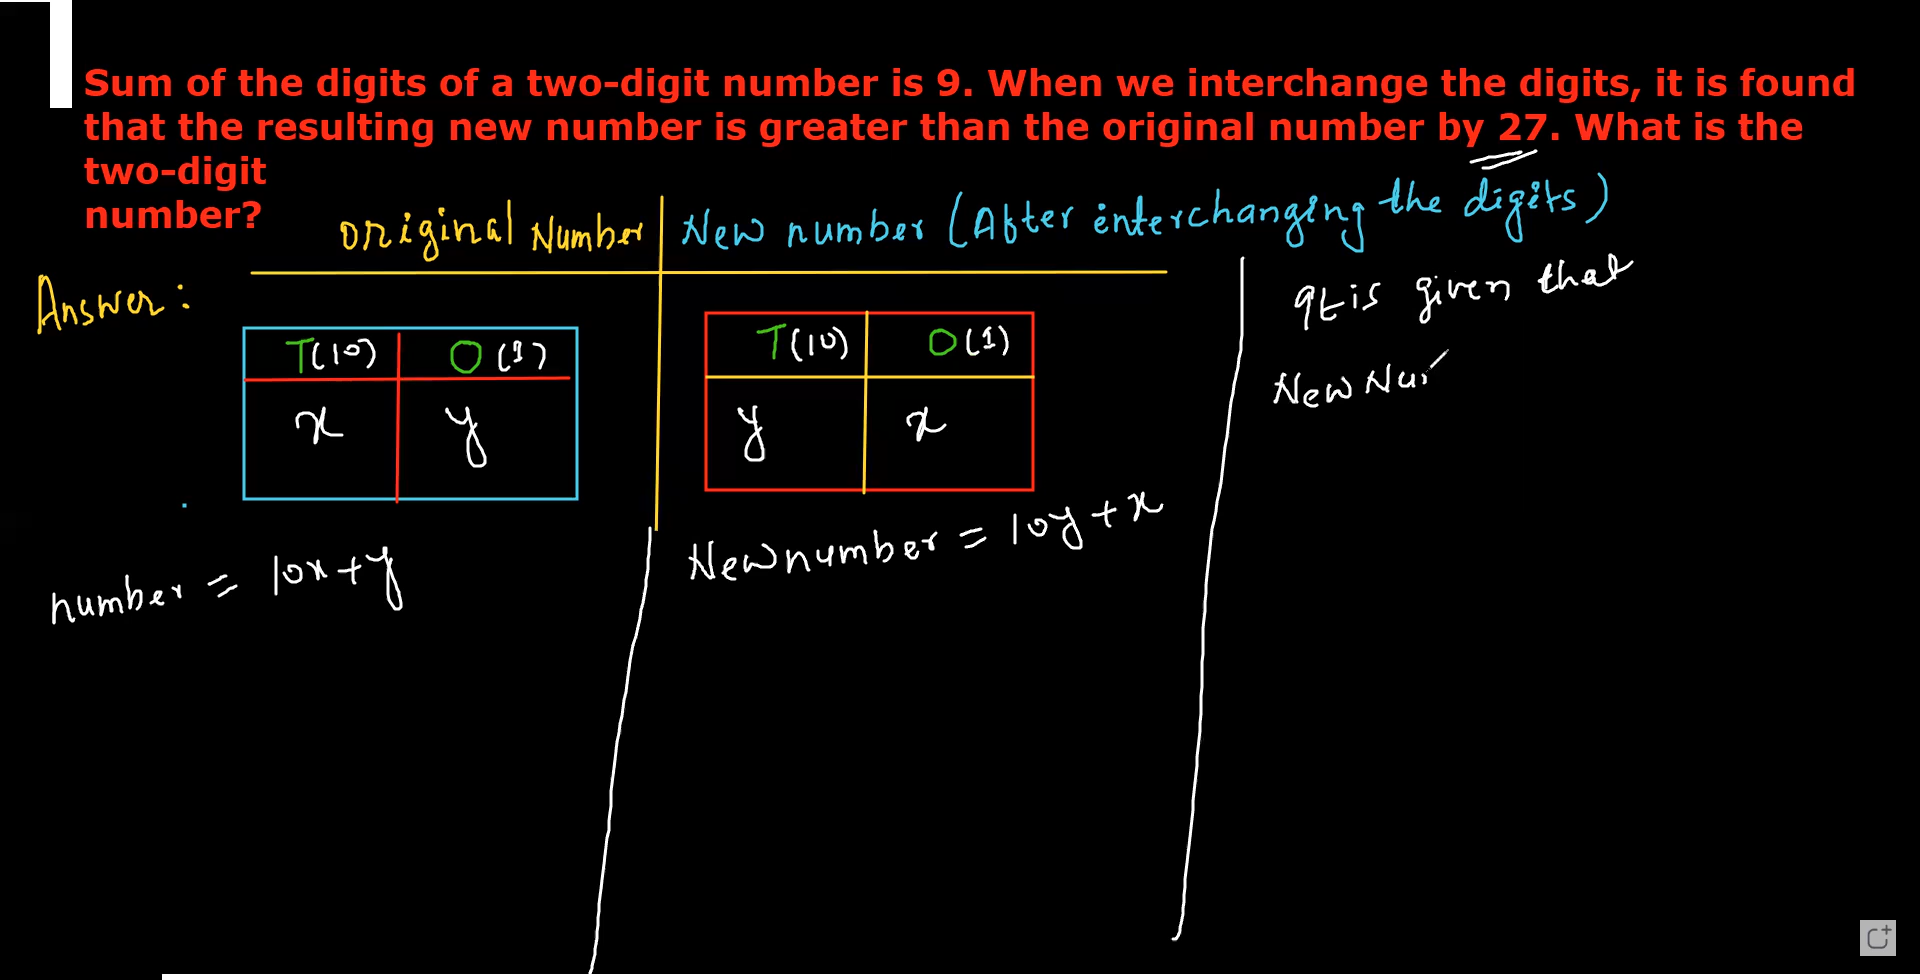 Sum of the digits of a two-digit number is 9. When we interchange the digits, it is found
that the resulting new number is greater than the original number by 27. What is the
two-digit
number?
original Number
New number (After interchanging the digits)
Answer:
T(10) O(1)
x y
number = 10x+y
T(10) O(1)
y x
New number = 10y+x
It is given that
New Nu